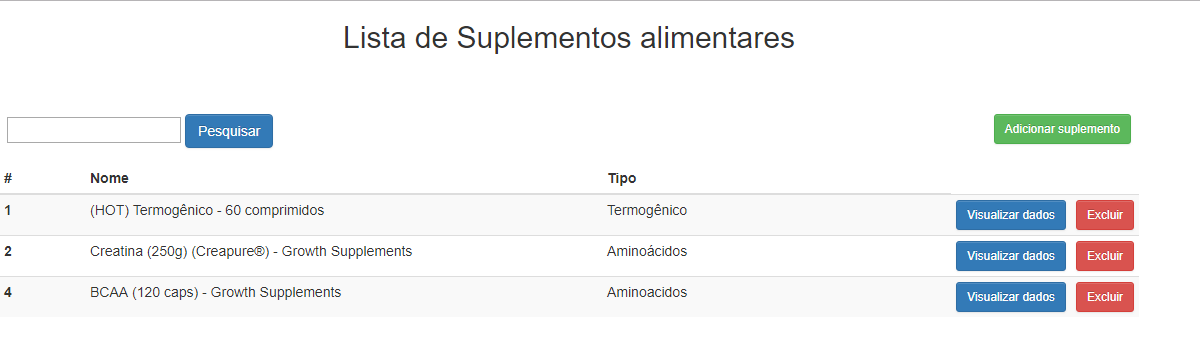 Lista de Suplementos alimentares
Pesquisar Adicionar suplemento
# Nome Tipo
1 (HOT) Termogênico - 60 comprimidos Termogênico Visualizar dados Excluir
2 Creatina (250g) (Creapure®) - Growth Supplements Aminoácidos Visualizar dados Excluir
4 BCAA (120 caps) - Growth Supplements Aminoacidos Visualizar dados Excluir